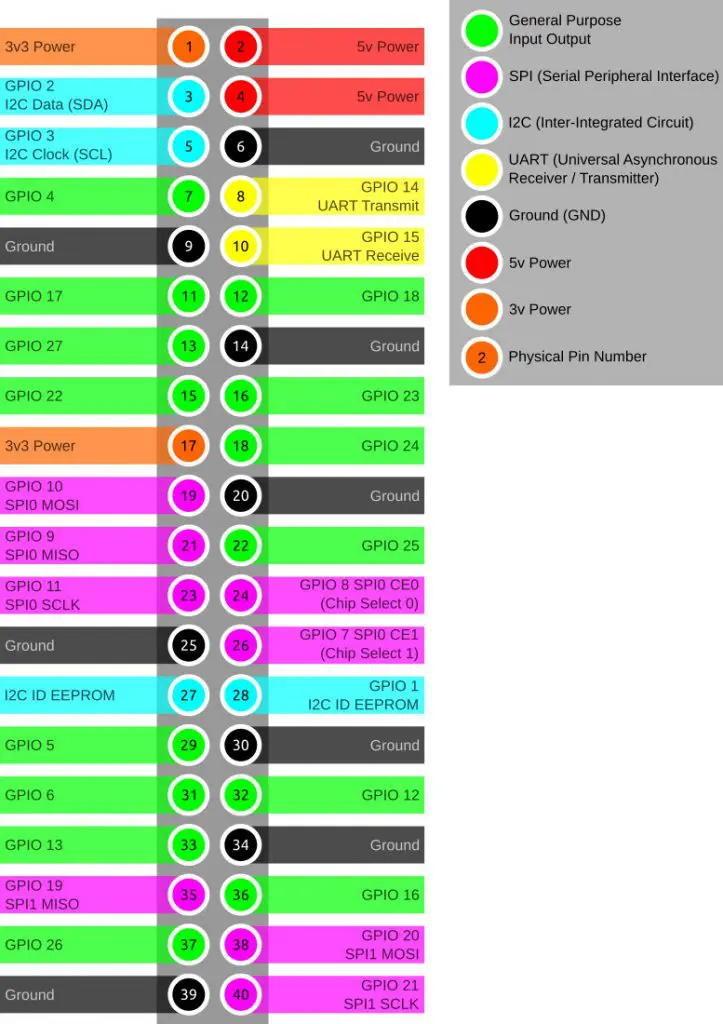 3v3 Power
1
2
5v Power
GPIO 2
I2C Data (SDA)
3
4
5v Power
GPIO 3
I2C Clock (SCL)
5
6
Ground
GPIO 4
7
8
GPIO 14
UART Transmit
Ground
9
10
GPIO 15
UART Receive
GPIO 17
11
12
GPIO 18
GPIO 27
13
14
Ground
GPIO 22
15
16
GPIO 23
3v3 Power
17
18
GPIO 24
GPIO 10
SPI0 MOSI
19
20
Ground
GPIO 9
SPI0 MISO
21
22
GPIO 25
GPIO 11
SPI0 SCLK
23
24
GPIO 8 SPI0 CE0
(Chip Select 0)
Ground
25
26
GPIO 7 SPI0 CE1
(Chip Select 1)
I2C ID EEPROM
27
28
GPIO 1
I2C ID EEPROM
GPIO 5
29
30
Ground
GPIO 6
31
32
GPIO 12
GPIO 13
33
34
Ground
GPIO 19
SPI1 MISO
35
36
GPIO 16
GPIO 26
37
38
GPIO 20
SPI1 MOSI
Ground
39
40
GPIO 21
SPI1 SCLK
General Purpose
Input Output
SPI (Serial Peripheral Interface)
I2C (Inter-Integrated Circuit)
UART (Universal Asynchronous
Receiver / Transmitter)
Ground (GND)
5v Power
3v Power
2
Physical Pin Number